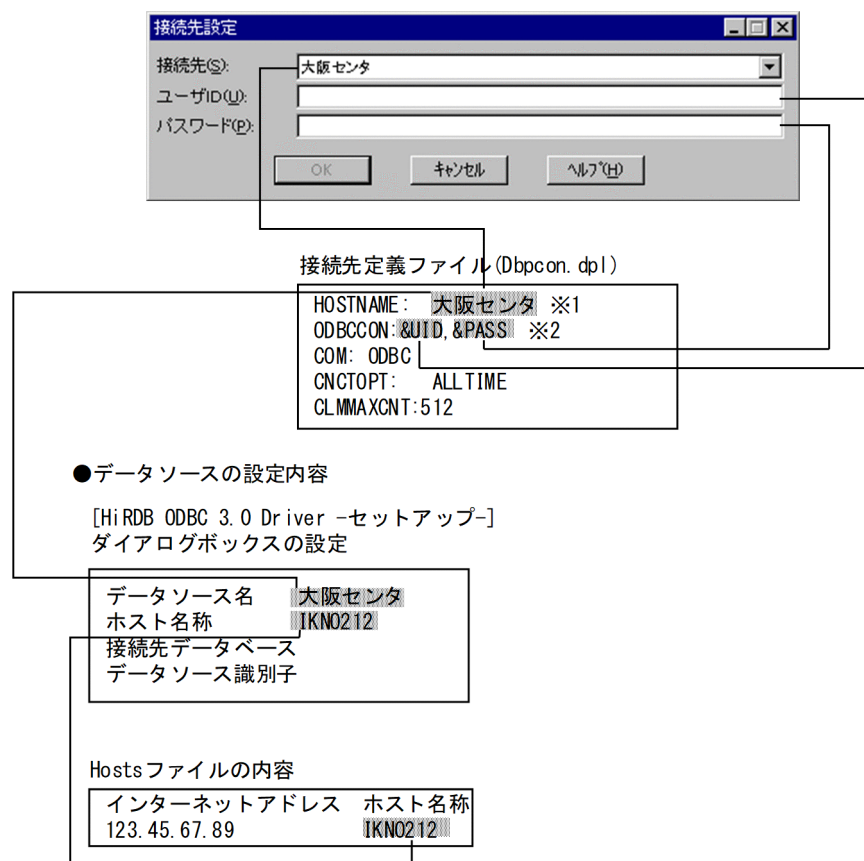 接続先設定
接続先(S): 大阪センタ
ユーザID(U):
パスワード(P):
OK キャンセル ヘルプ(H)
接続先定義ファイル(Dbpcon.dpl)
HOSTNAME: 大阪センタ ※1
ODBCCON:&UID,&PASS ※2
COM: ODBC
CNCTOPT: ALLTIME
CLMMAXCNT:512
●データソースの設定内容
[HiRDB ODBC 3.0 Driver -セットアップ-]
ダイアログボックスの設定
データソース名 大阪センタ
ホスト名称 IKNO212
接続先データベース
データソース識別子
Hostsファイルの内容
インターネットアドレス ホスト名称
123.45.67.89 IKNO212